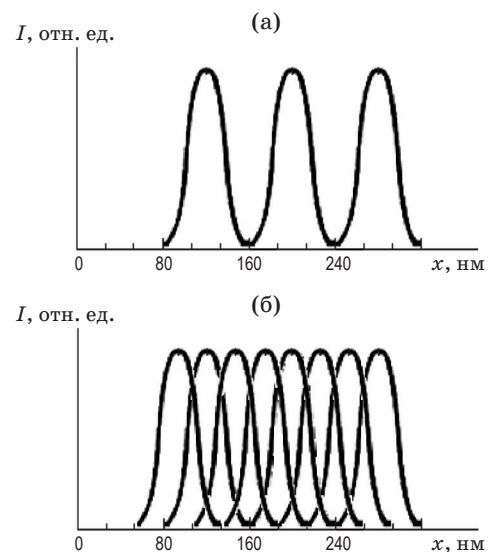 (а)
I, отн. ед.
0 80 160 240 x, нм
(б)
I, отн. ед.
0 80 160 240 x, нм